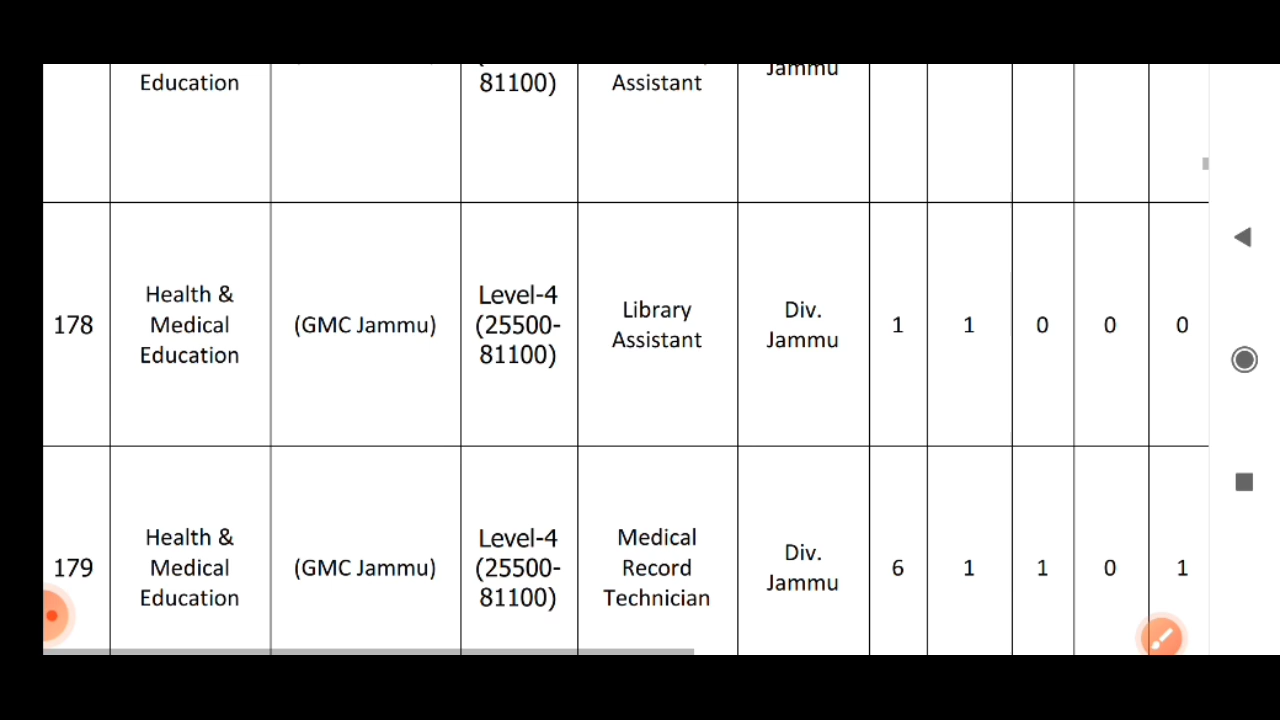 Education
81100)
Assistant
Jammu
178
Health &
Medical
Education
(GMC Jammu)
Level-4
(25500-
81100)
Library
Assistant
Div.
Jammu
1
1
0
0
0
179
Health &
Medical
Education
(GMC Jammu)
Level-4
(25500-
81100)
Medical
Record
Technician
Div.
Jammu
6
1
1
0
1